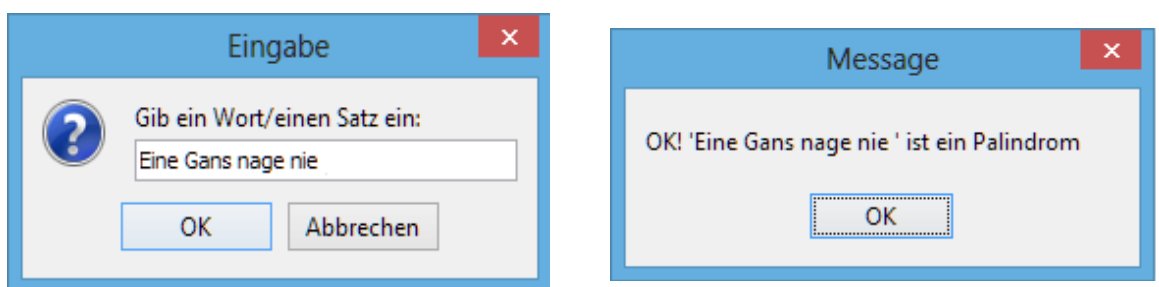 Eingabe
Gib ein Wort/einen Satz ein:
Eine Gans nage nie
OK
Abbrechen
Message
OK! 'Eine Gans nage nie ' ist ein Palindrom
OK